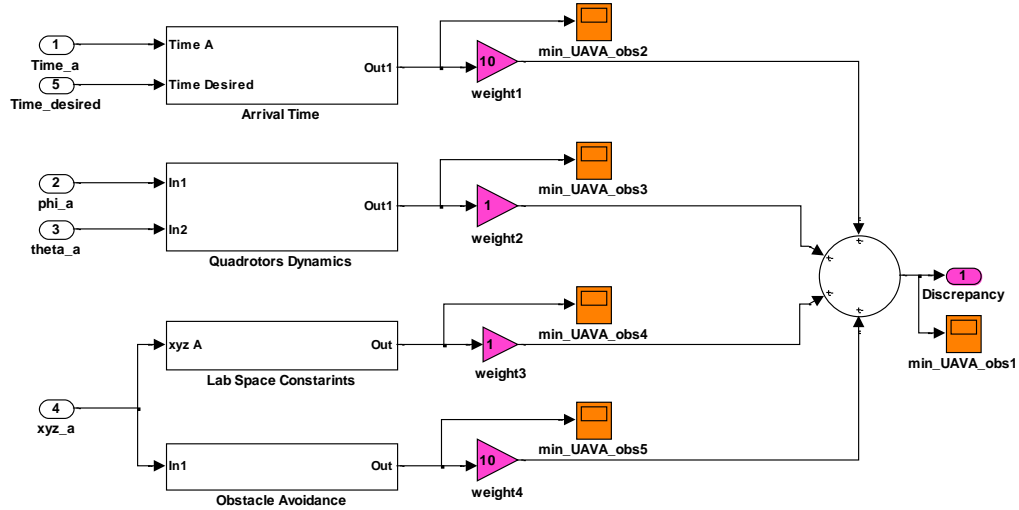 1
Time_a
5
Time_desired
Time A
Time Desired
Out1
Arrival Time
10
weight1
min_UAVA_obs2
2
phi_a
3
theta_a
In1
In2
Out1
Quadrotors Dynamics
1
weight2
min_UAVA_obs3
4
xyz_a
xyz A
Out
Lab Space Constarints
1
weight3
min_UAVA_obs4
In1
Out
Obstacle Avoidance
10
weight4
min_UAVA_obs5
+
+
+
+
1
Discrepancy
min_UAVA_obs1